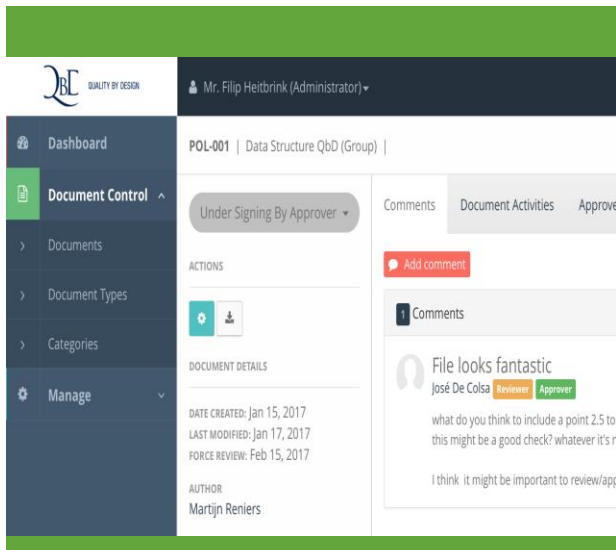 QbD QUALITY BY DESIGN
Mr. Filip Heitbrink (Administrator)
Dashboard
Document Control
Documents
Document Types
Categories
Manage
POL-001 | Data Structure QbD (Group) |
Under Signing By Approver
ACTIONS
DOCUMENT DETAILS
DATE CREATED: Jan 15, 2017
LAST MODIFIED: Jan 17, 2017
FORCE REVIEW: Feb 15, 2017
AUTHOR
Martijn Reniers
Comments Document Activities Approve
Add comment
1 Comments
File looks fantastic
José De Colsa Reviewer Approver
what do you think to include a point 2.5 to
this might be a good check? whatever it's
I think it might be important to review/app